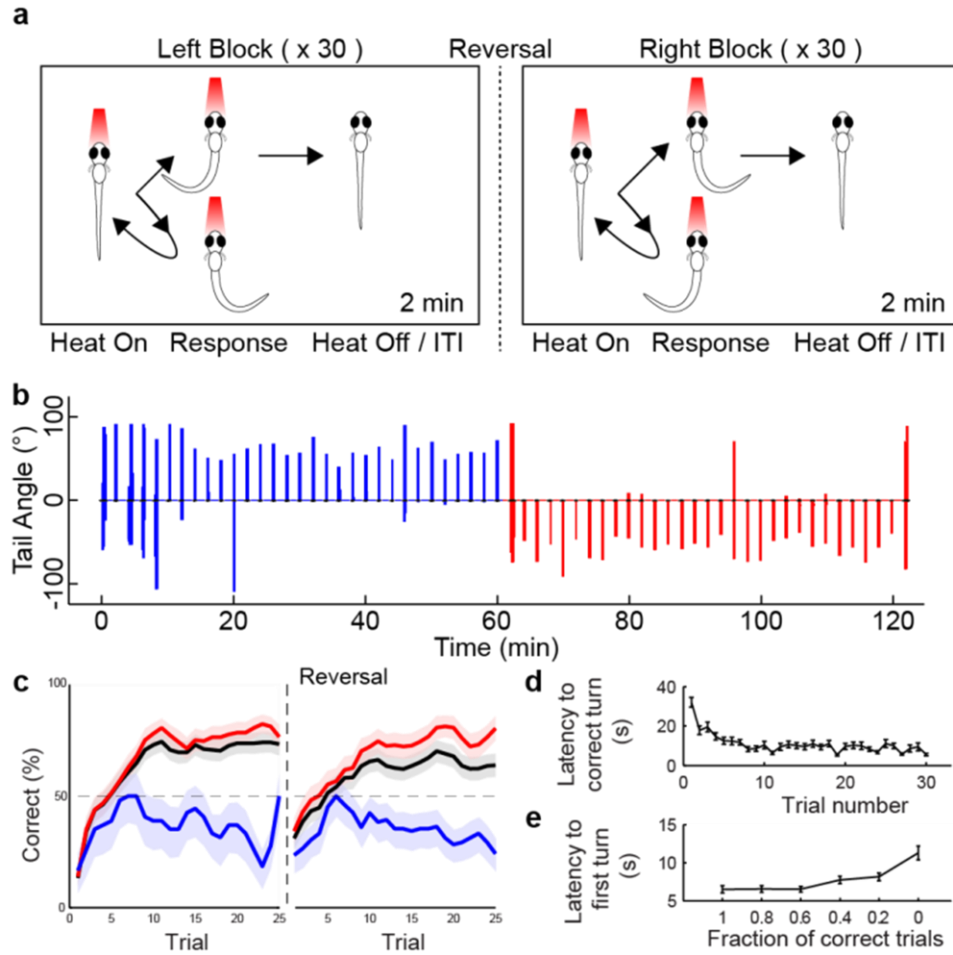 a
Left Block ( x 30 ) Reversal Right Block ( x 30 )
2 min 2 min
Heat On Response Heat Off / ITI Heat On Response Heat Off / ITI
b
Tail Angle (°)
100
0
-100
0 20 40 60 80 100 120
Time (min)
c
Reversal
Correct (%)
100
50
0
0 5 10 15 20 25 5 10 15 20 25
Trial Trial
d
Latency to
correct turn
(s)
40
20
0
0 10 20 30
Trial number
e
Latency to
first turn
(s)
15
10
5
1 0.8 0.6 0.4 0.2 0
Fraction of correct trials